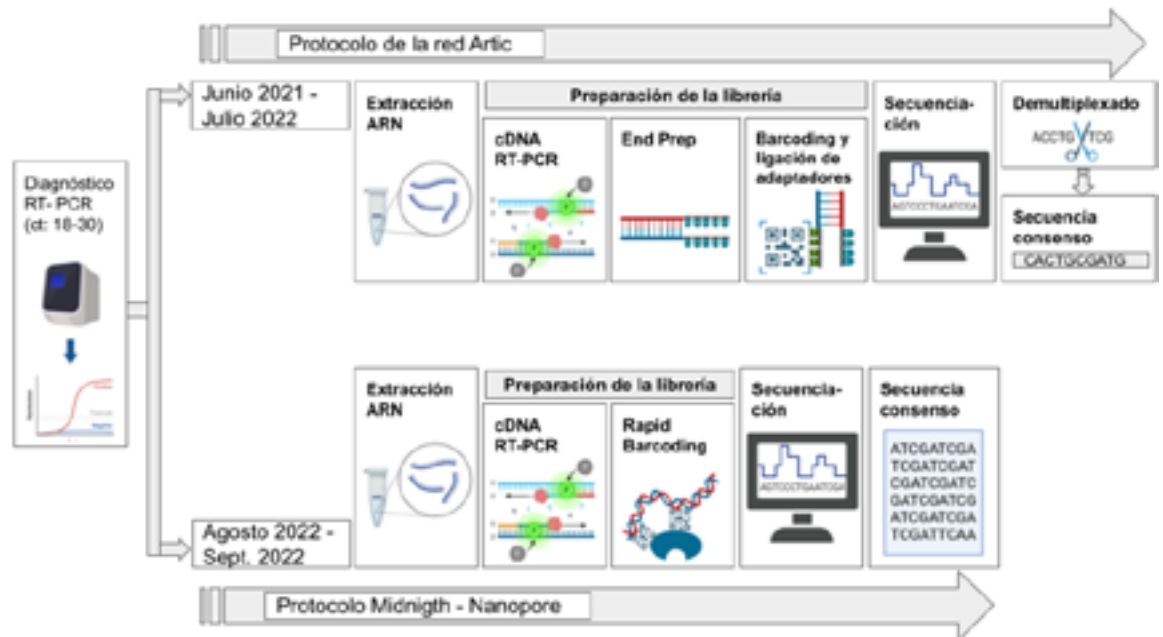 Protocolo de la red Artic
Junio 2021 -
Julio 2022
Extracción
ARN
Preparación de la librería
cDNA
RT-PCR
End Prep
Barcoding y
ligación de
adaptadores
Secuencia-
ción
AGTCCCTGAATCGA
Demultiplexado
ACCTG TCG
Secuencia
consenso
CACTGCGATG
Diagnóstico
RT- PCR
(ct: 18-30)
Extracción
ARN
Preparación de la librería
cDNA
RT-PCR
Rapid
Barcoding
Secuencia-
ción
AGTCCCTGAATCGA
Secuencia
consenso
ATCGATCGA
TCGATCGAT
CGATCGATC
GATCGATCG
ATCGATCGA
TCGATTCAA
Agosto 2022 -
Sept. 2022
Protocolo Midnigth - Nanopore